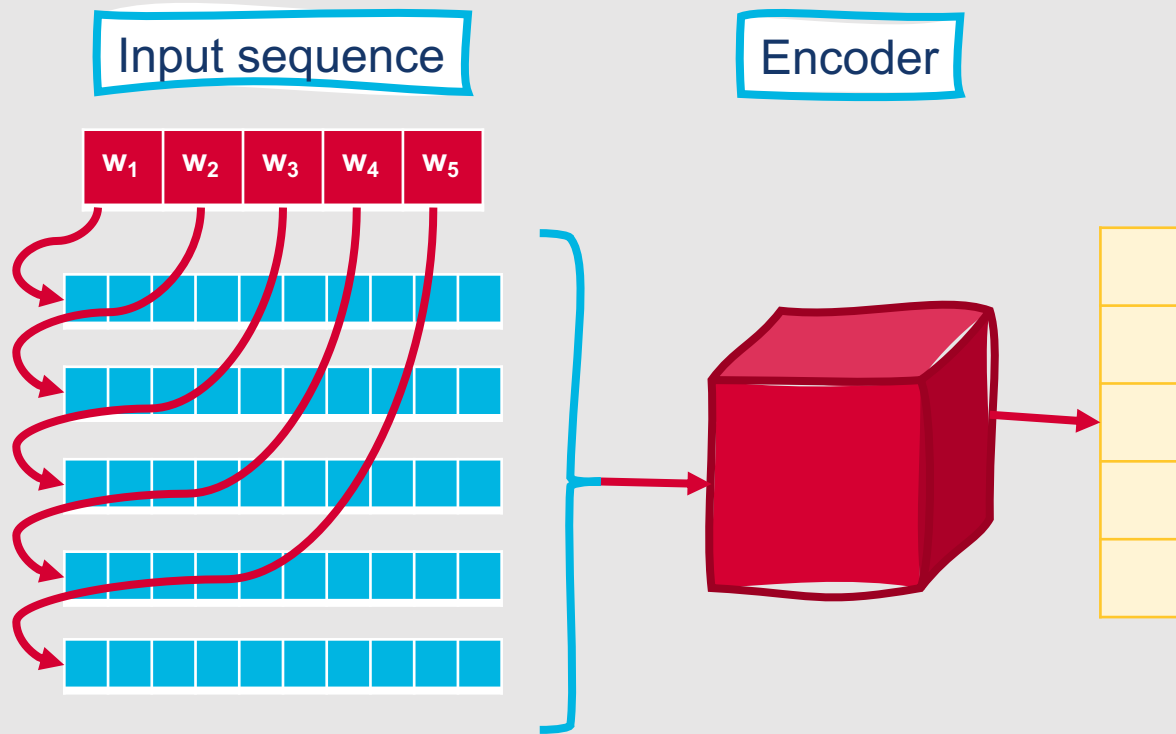 Input sequence
Encoder
w₁ w₂ w₃ w₄ w₅